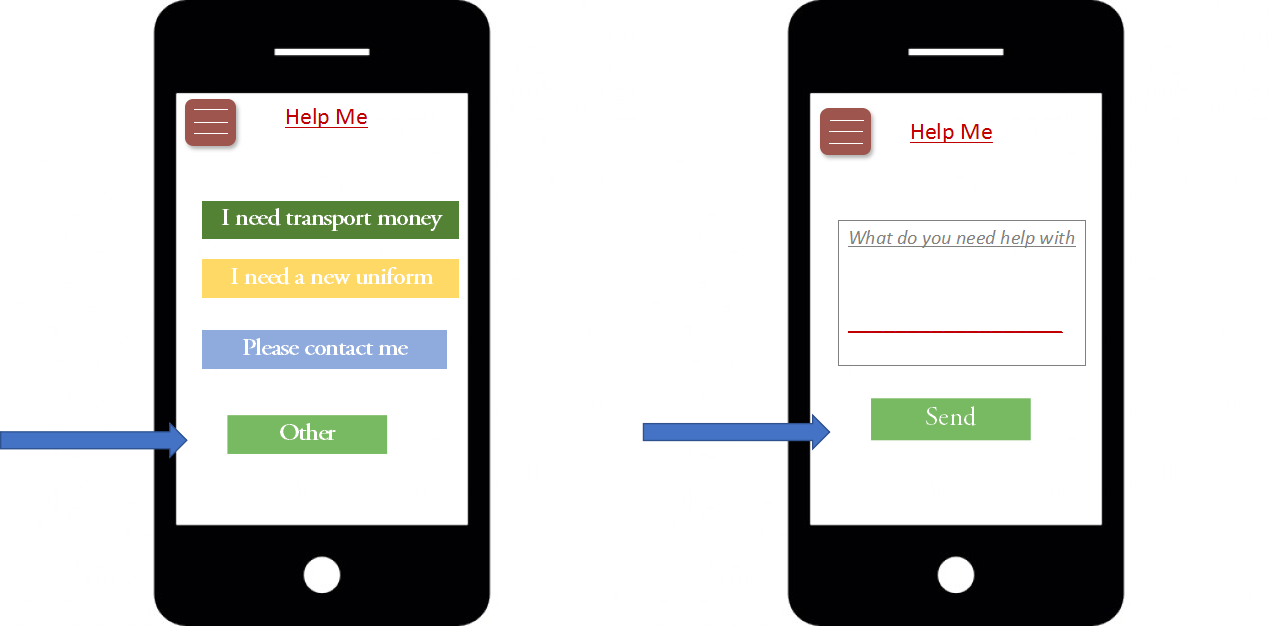 Help Me
I need transport money
I need a new uniform
Please contact me
Other
Help Me
What do you need help with
Send